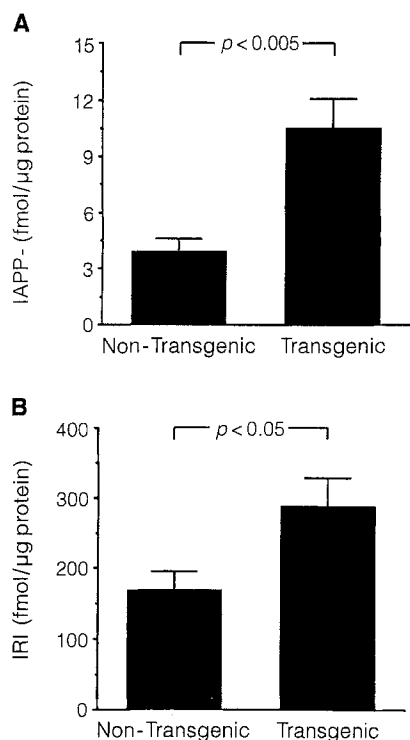 A
p < 0.005
15
12
9
6
3
0
IAPP- (fmol/µg protein)
Non-Transgenic Transgenic
B
p < 0.05
400
300
200
100
0
IRI (fmol/µg protein)
Non-Transgenic Transgenic